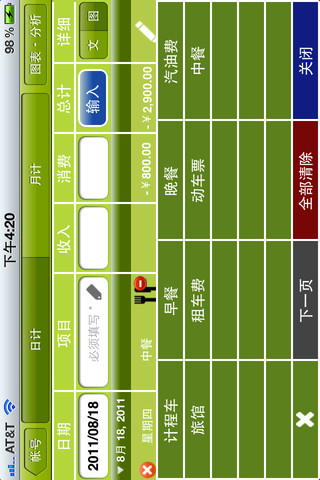 AT&T 下午4:20 98 %
帐号 日计 月计 图表 - 分析
日期 项目 收入 消费 总计 详细
2011/08/18 必须填写 * 输入 文 图
8月 18, 2011
星期四 中餐 -￥800.00 -￥2,900.00
计程车 早餐 晚餐 汽油费
旅馆 租车费 动车票 中餐
下一页 全部清除 关闭